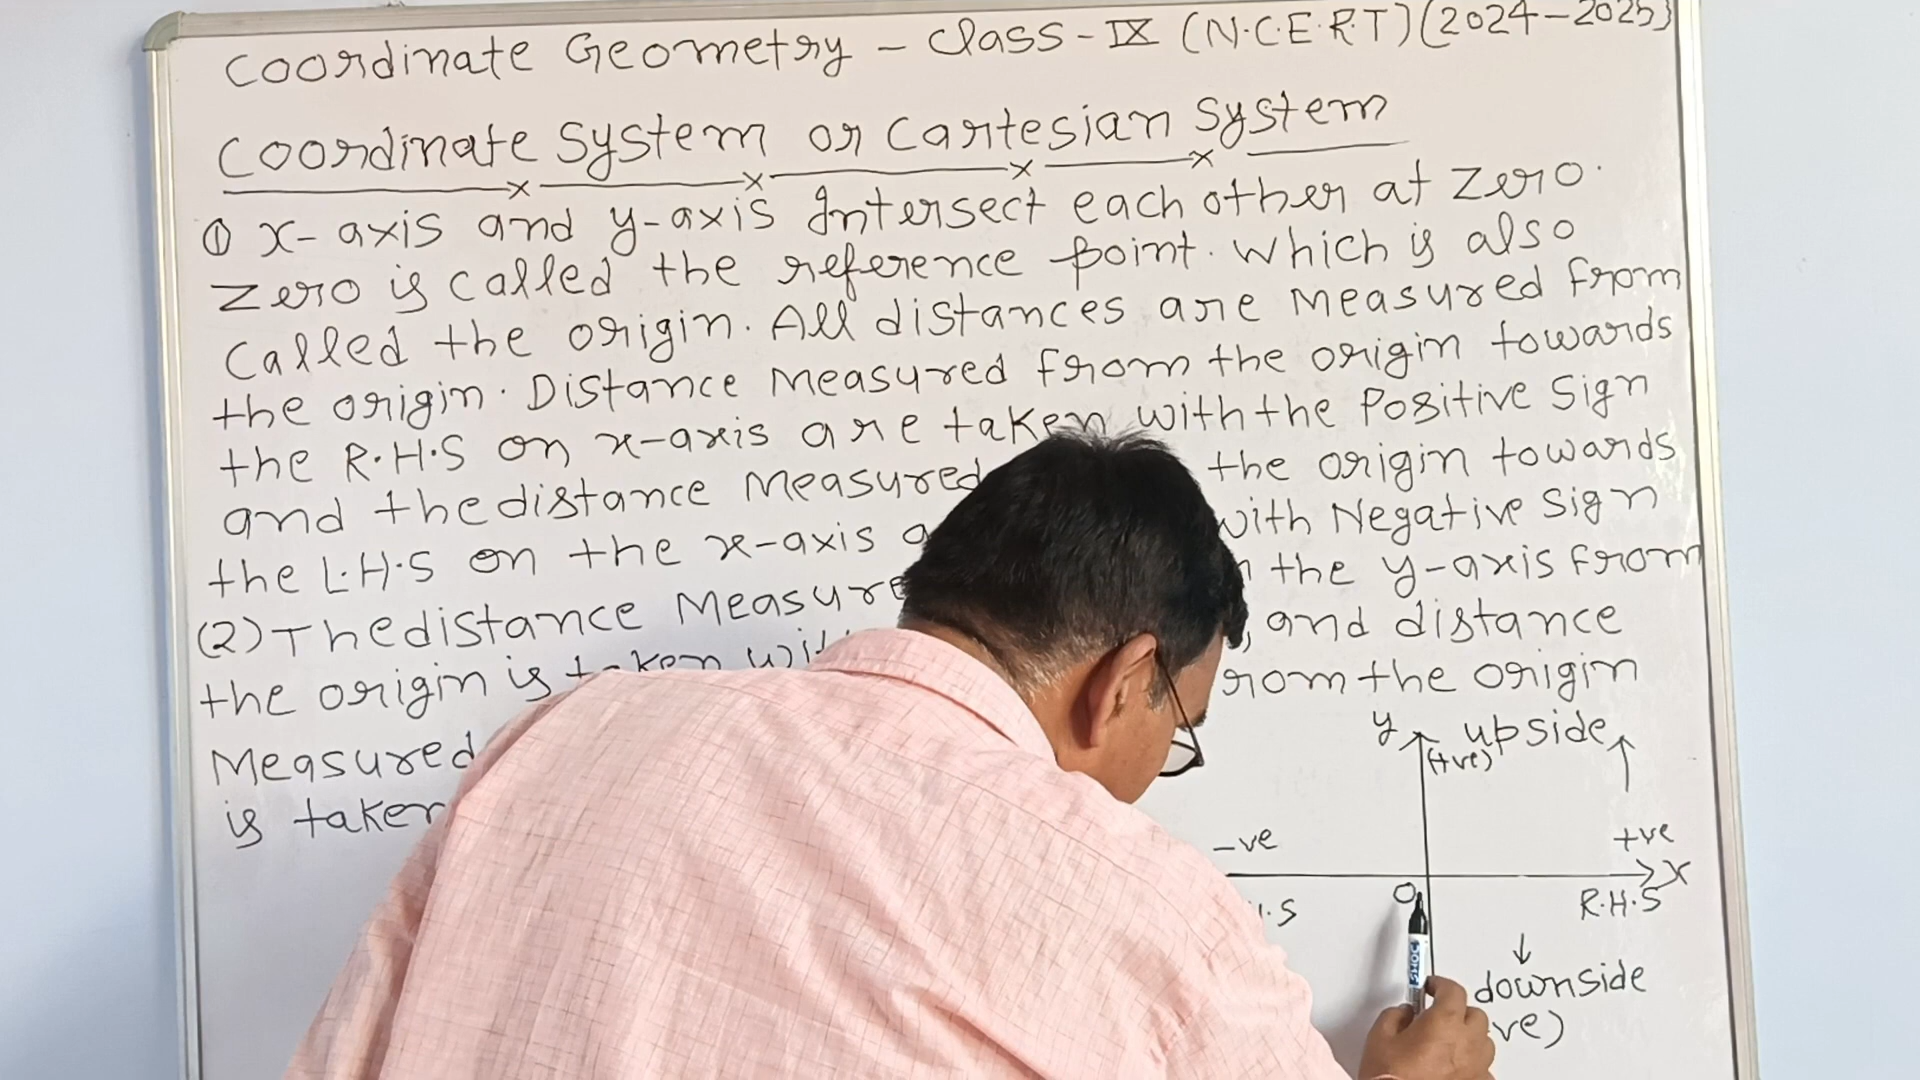 Coordinate Geometry - Class - IX (N.C.E.R.T) (2024-2025)
Coordinate System or Cartesian System
① x-axis and y-axis Intersect each other at zero.
Zero is called the reference point. Which is also
Called the origin. All distances are Measured from
the origin. Distance Measured from the origin towards
the R.H.S on x-axis are taken with the Positive Sign
and the distance Measured the origin towards
the L.H.S on the x-axis with Negative Sign
(2) The distance Measured the y-axis from
the origin is taken , and distance
Measured from the origin
is taken
y upside
(+ve)
-ve +ve
x
O R.H.S
downside
ve)
DOMS